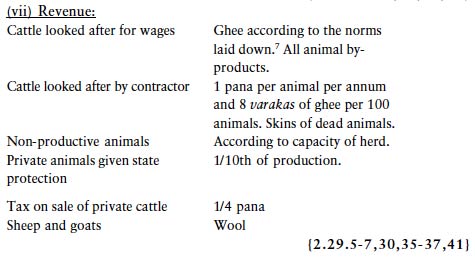 (vii) Revenue:
Cattle looked after for wages Ghee according to the norms
laid down.⁷ All animal by-
products.
Cattle looked after by contractor 1 pana per animal per annum
and 8 varakas of ghee per 100
animals. Skins of dead animals.
Non-productive animals According to capacity of herd.
Private animals given state 1/10th of production.
protection
Tax on sale of private cattle 1/4 pana
Sheep and goats Wool
{2.29.5-7,30,35-37,41}